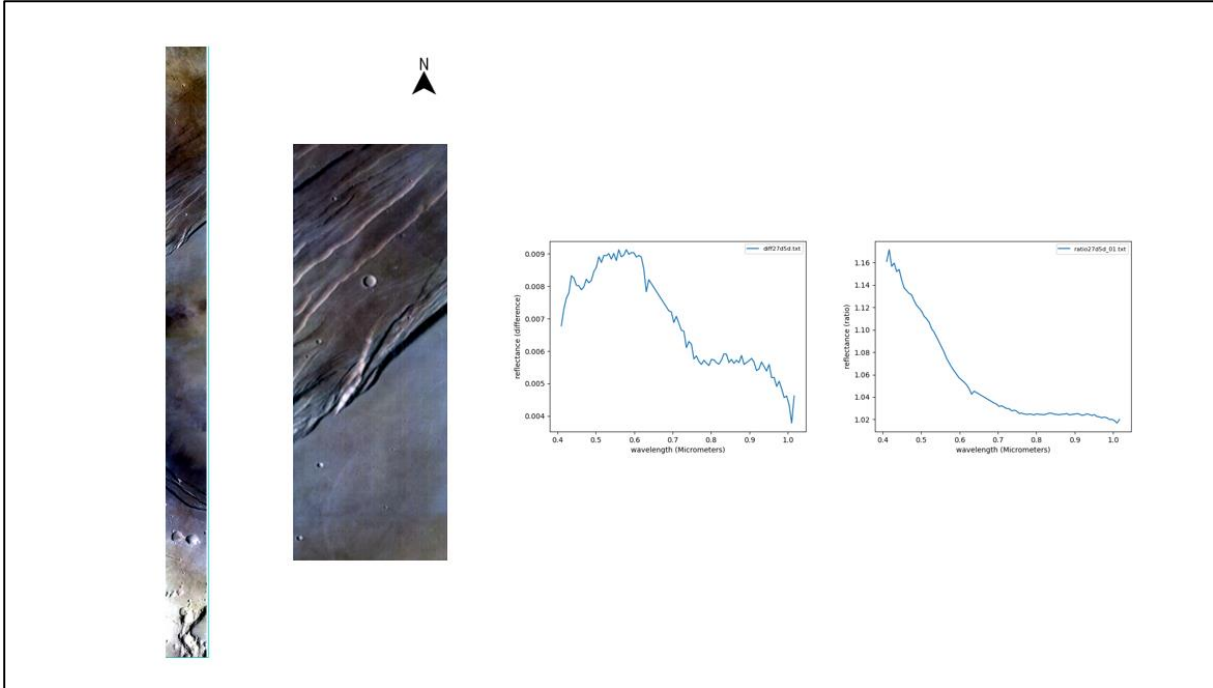 N
diff27d5d.txt
0.009
0.008
0.007
0.006
0.005
0.004
reflectance (difference)
0.4 0.5 0.6 0.7 0.8 0.9 1.0
wavelength (Micrometers)
ratio27d5d_01.txt
1.16
1.14
1.12
1.10
1.08
1.06
1.04
1.02
reflectance (ratio)
0.4 0.5 0.6 0.7 0.8 0.9 1.0
wavelength (Micrometers)